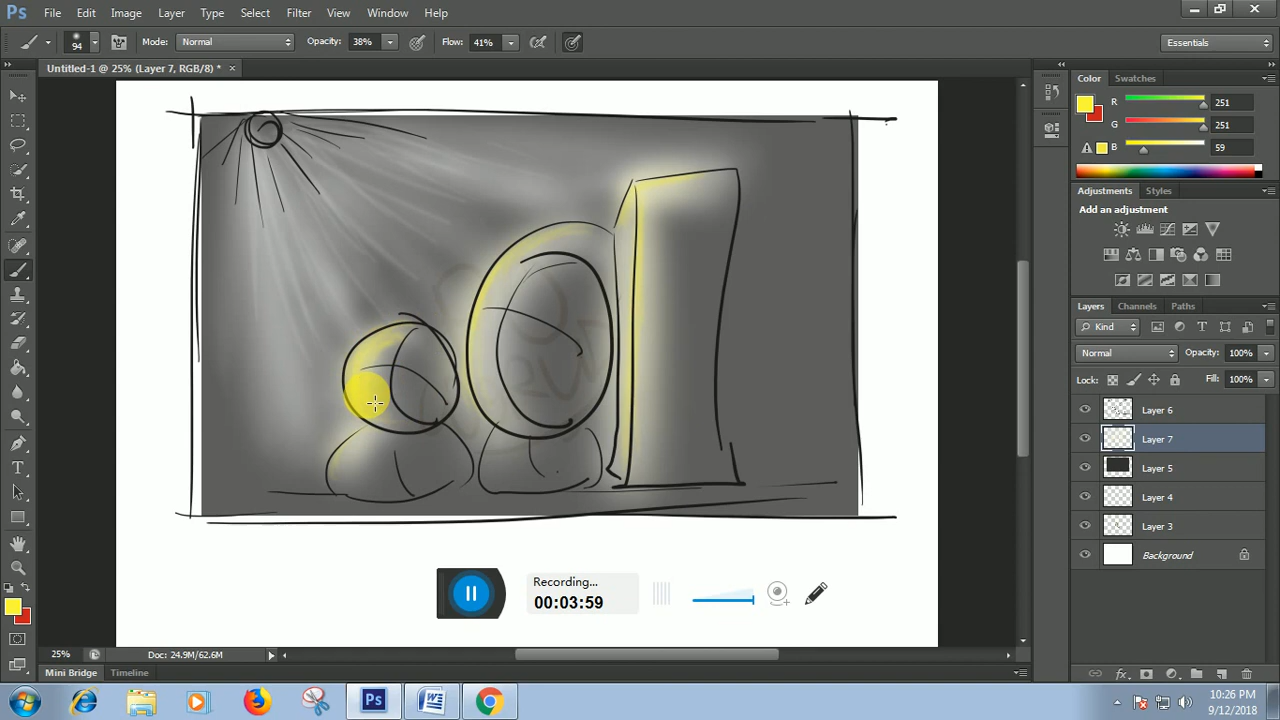 Ps File Edit Image Layer Type Select Filter View Window Help
94 Mode: Normal Opacity: 38% Flow: 41% Essentials
Untitled-1 @ 25% (Layer 7, RGB/8) * ×
Color Swatches
R 251
G 251
B 59
Adjustments Styles
Add an adjustment
Layers Channels Paths
Kind
Normal Opacity: 100%
Lock: Fill: 100%
Layer 6
Layer 7
Layer 5
Layer 4
Layer 3
Background
Recording...
00:03:59
25% Doc: 24.9M/62.6M
Mini Bridge Timeline
10:26 PM
9/12/2018